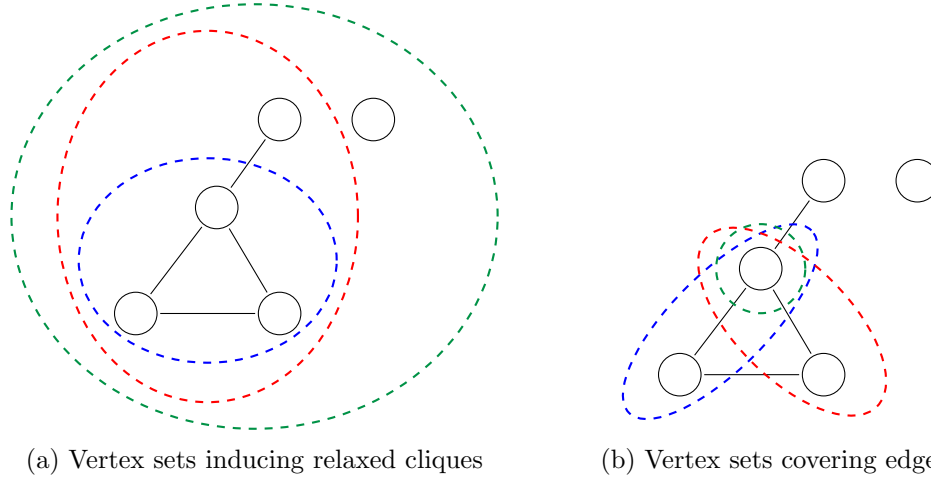 (a) Vertex sets inducing relaxed cliques
(b) Vertex sets covering edge